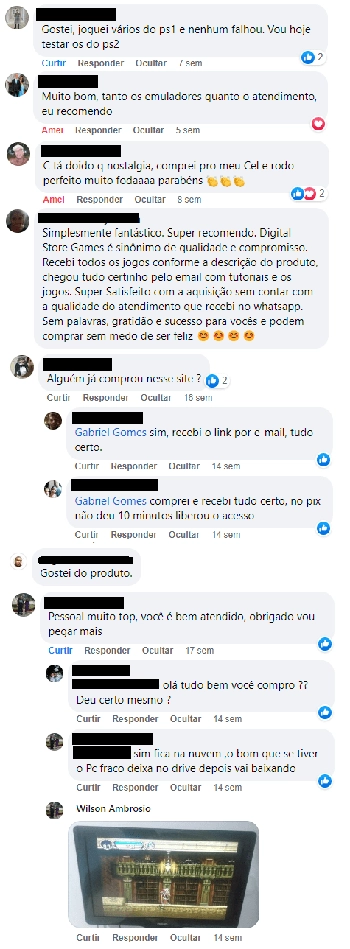 Gostei, joguei vários do ps1 e nenhum falhou. Vou hoje
testar os do ps2
Curtir Responder Ocultar 7 sem
2
Muito bom, tanto os emuladores quanto o atendimento,
eu recomendo
Amei Responder Ocultar 5 sem
C tá doido q nostalgia, comprei pro meu Cel e rodo
perfeito muito fodaaaa parabéns 👏👏👏
Amei Responder Ocultar 8 sem
2
Simplesmente fantástico. Super recomendo. Digital
Store Games é sinônimo de qualidade e compromisso.
Recebi todos os jogos conforme a descrição do produto,
chegou tudo certinho pelo email com tutoriais e os
jogos. Super Satisfeito com a aquisição sem contar com
a qualidade do atendimento que recebi no whatsapp.
Sem palavras, gratidão e sucesso para vocês e podem
comprar sem medo de ser feliz 😊 😊 😊 😊
Alguém já comprou nesse site ?
2
Curtir Responder Ocultar 16 sem
Gabriel Gomes sim, recebi o link por e-mail, tudo
certo.
Curtir Responder Ocultar 14 sem
Gabriel Gomes comprei e recebi tudo certo, no pix
não deu 10 minutos liberou o acesso
Curtir Responder Ocultar 14 sem
Gostei do produto.
Pessoal muito top, você é bem atendido, obrigado vou
pegar mais
Curtir Responder Ocultar 17 sem
olá tudo bem você compro ??
Deu certo mesmo ?
Curtir Responder Ocultar 14 sem
sim fica na nuvem ,o bom que se tiver
o Pc fraco deixa no drive depois vai baixando
Curtir Responder Ocultar 14 sem
Wilson Ambrosio
Curtir Responder Ocultar 14 sem